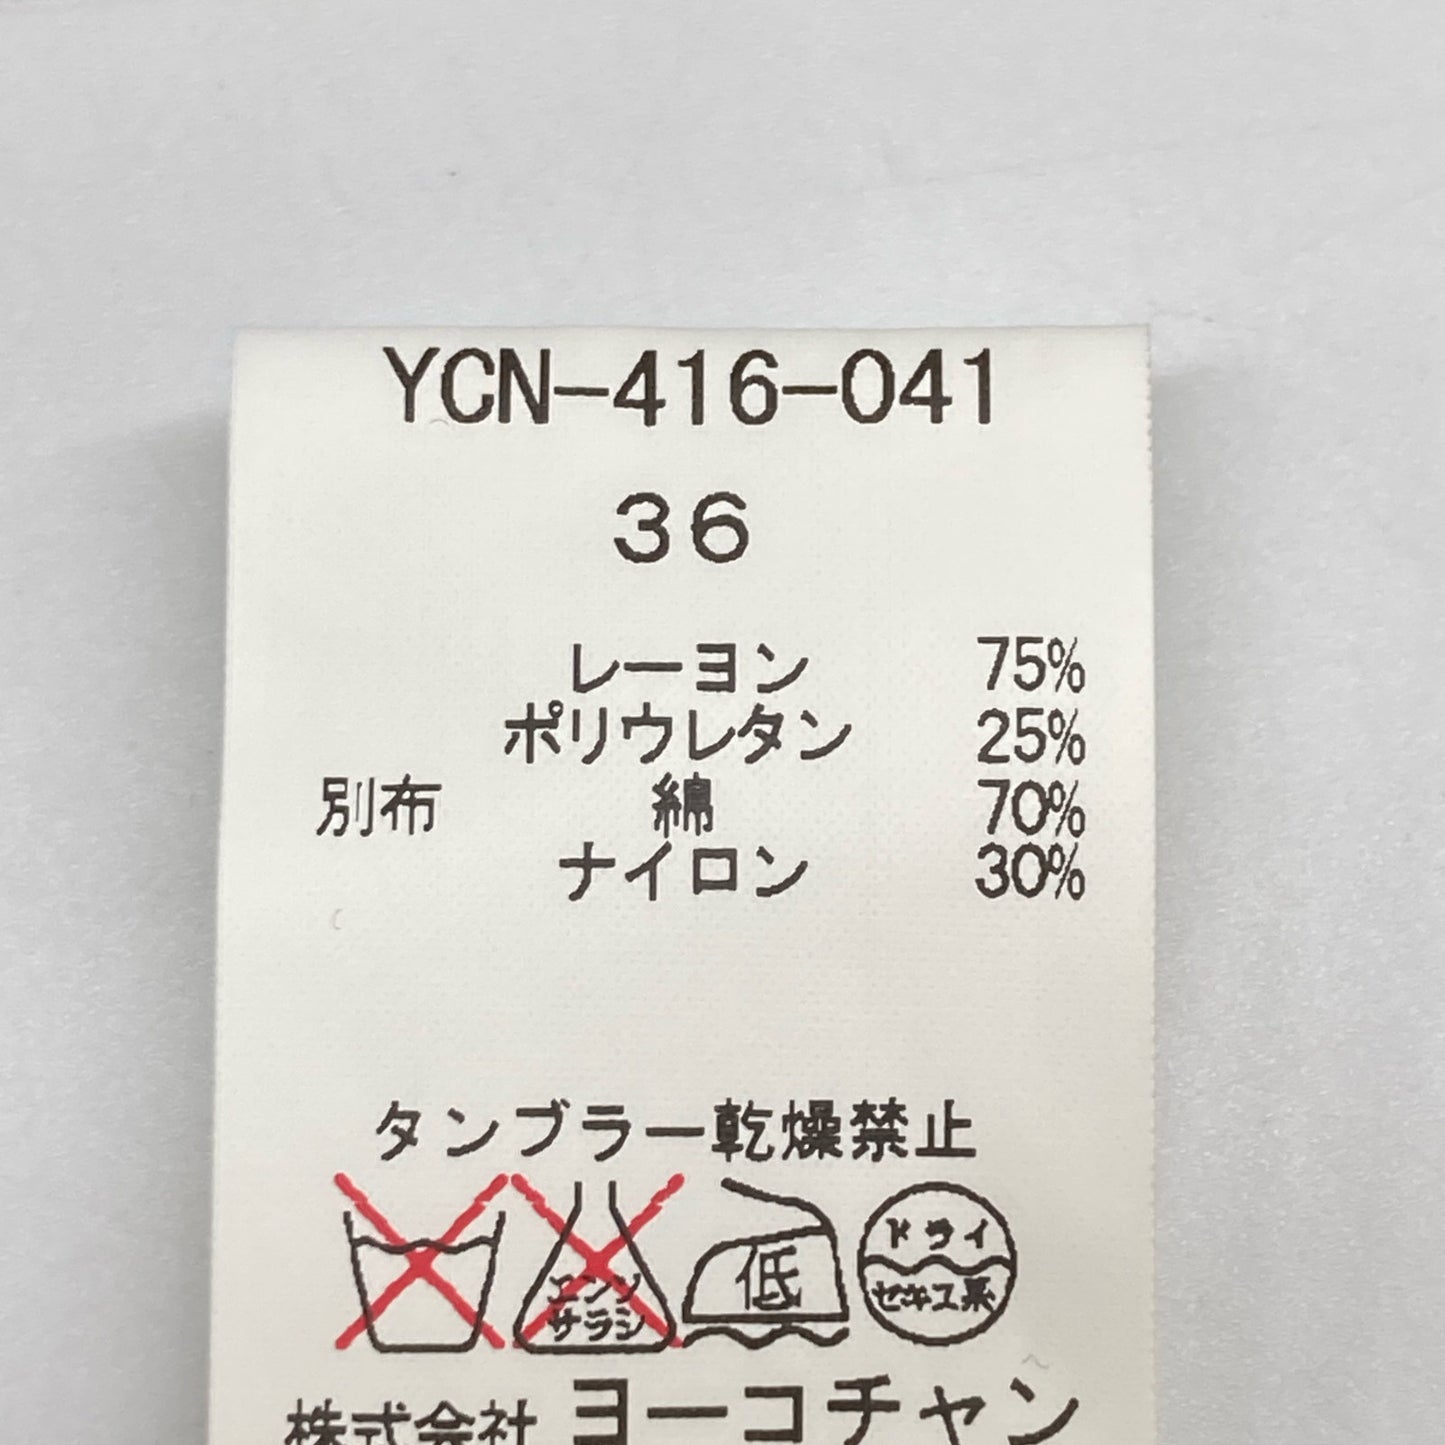 YCN-416-041
36
レーヨン 75%
ポリウレタン 25%
別布 綿 70%
ナイロン 30%
タンブラー乾燥禁止
エンソ
サラシ
低
ドライ
セキユ系
株式会社 ヨーコチャン